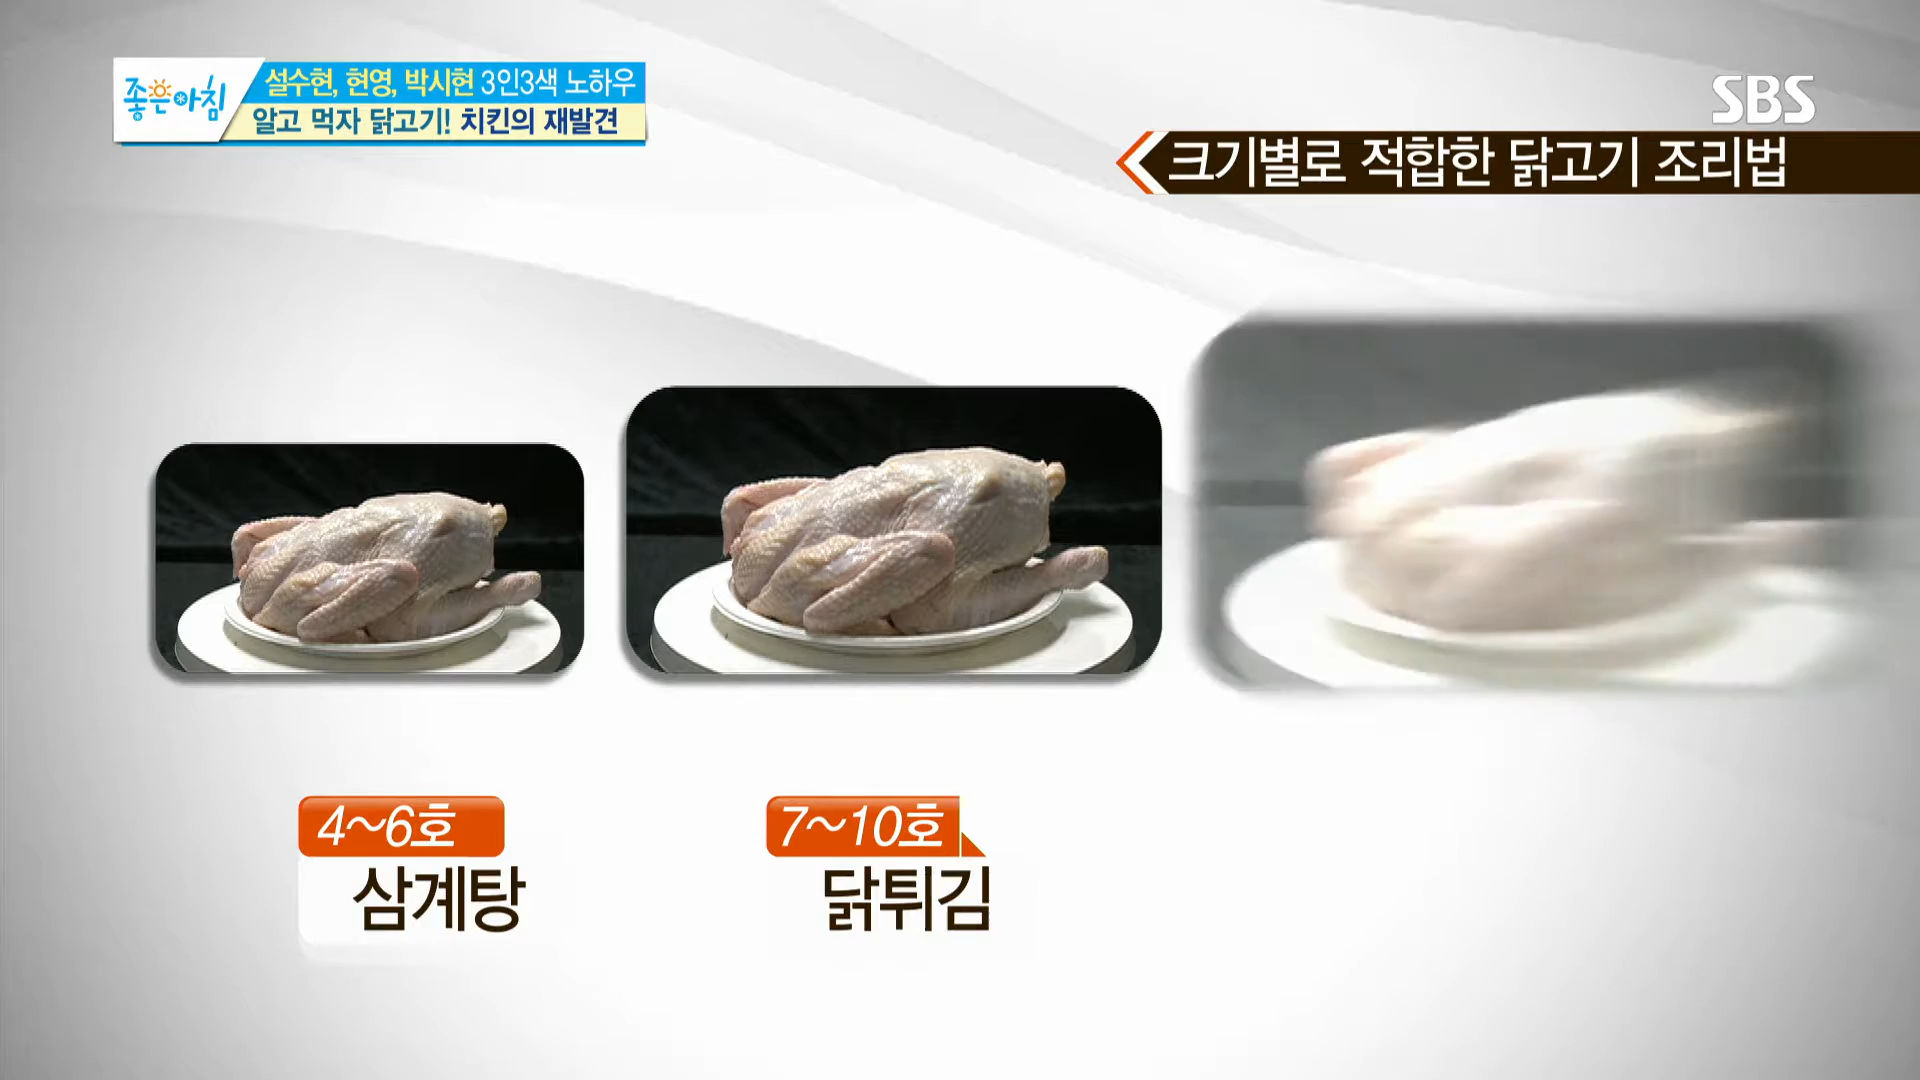 좋은아침
설수현, 현영, 박시현 3인3색 노하우
알고 먹자 닭고기! 치킨의 재발견
SBS
크기별로 적합한 닭고기 조리법
4~6호
삼계탕
7~10호
닭튀김